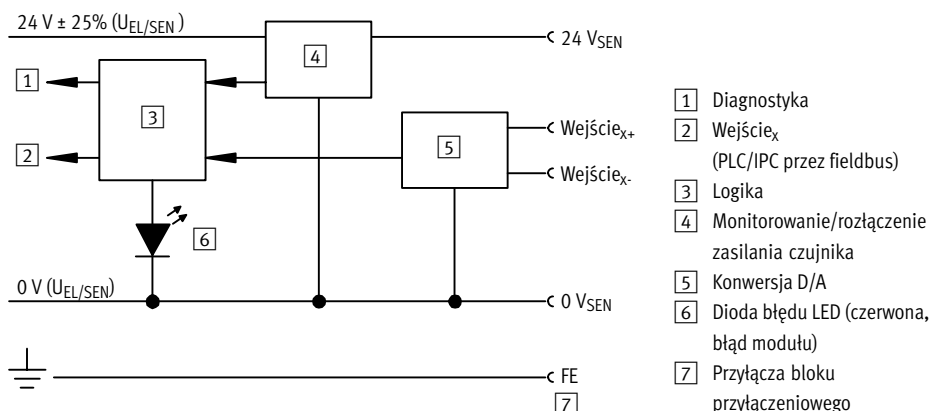 24 V ± 25% (UEL/SEN )
24 VSEN
4
1
3
Wejściex+
5
2
Wejściex-
6
0 V (UEL/SEN)
0 VSEN
FE
7
1 Diagnostyka
2 Wejściex
(PLC/IPC przez fieldbus)
3 Logika
4 Monitorowanie/rozłączenie
zasilania czujnika
5 Konwersja D/A
6 Dioda błędu LED (czerwona,
błąd modułu)
7 Przyłącza bloku
przyłączeniowego